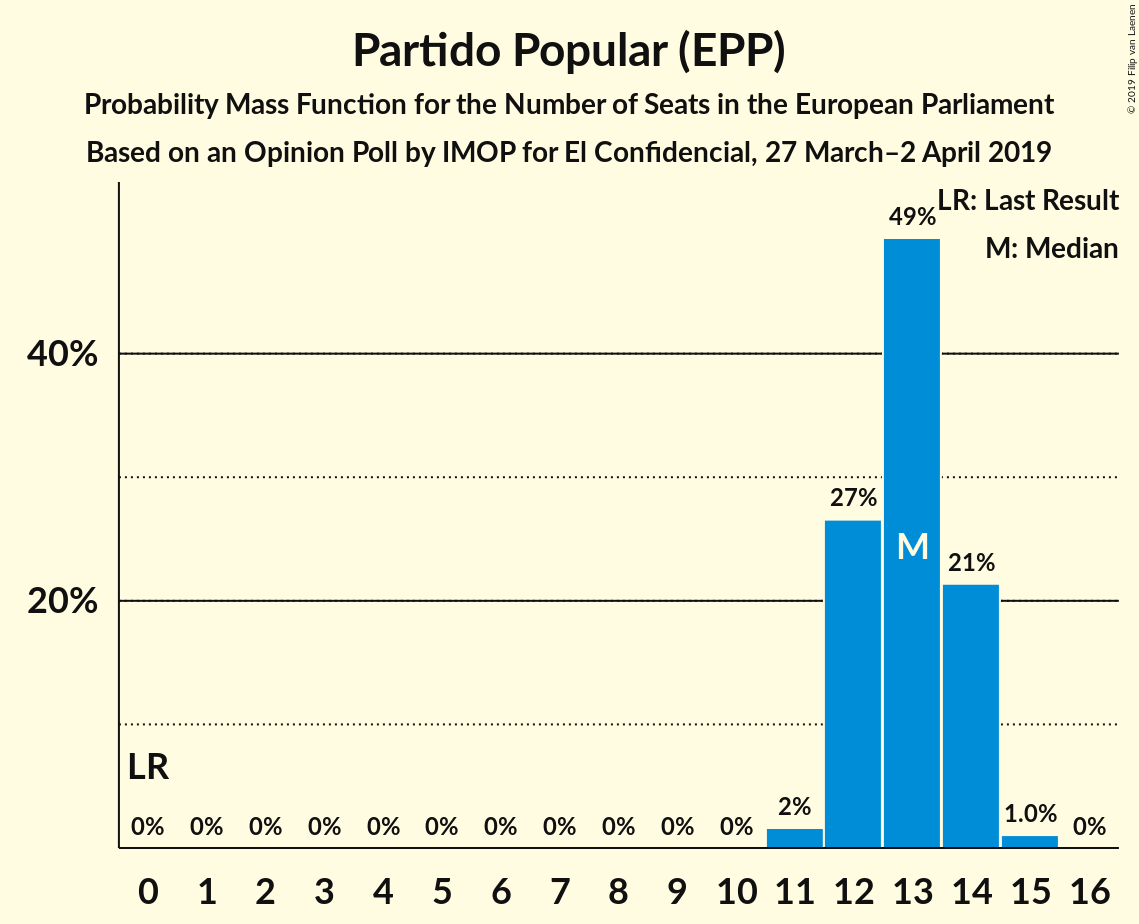 Partido Popular (EPP)
Probability Mass Function for the Number of Seats in the European Parliament
Based on an Opinion Poll by IMOP for El Confidencial, 27 March–2 April 2019
© 2019 Filip van Laenen
LR: Last Result
M: Median
49%
40%
27%
M
21%
20%
LR
0% 0% 0% 0% 0% 0% 0% 0% 0% 0% 0% 2% 1.0% 0%
0 1 2 3 4 5 6 7 8 9 10 11 12 13 14 15 16